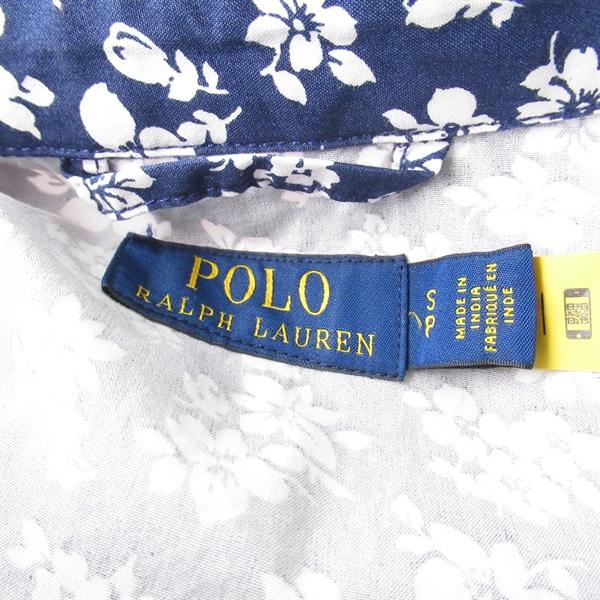 POLO
RALPH LAUREN
S
P
MADE IN
INDIA
FABRIQUÉ EN
INDE